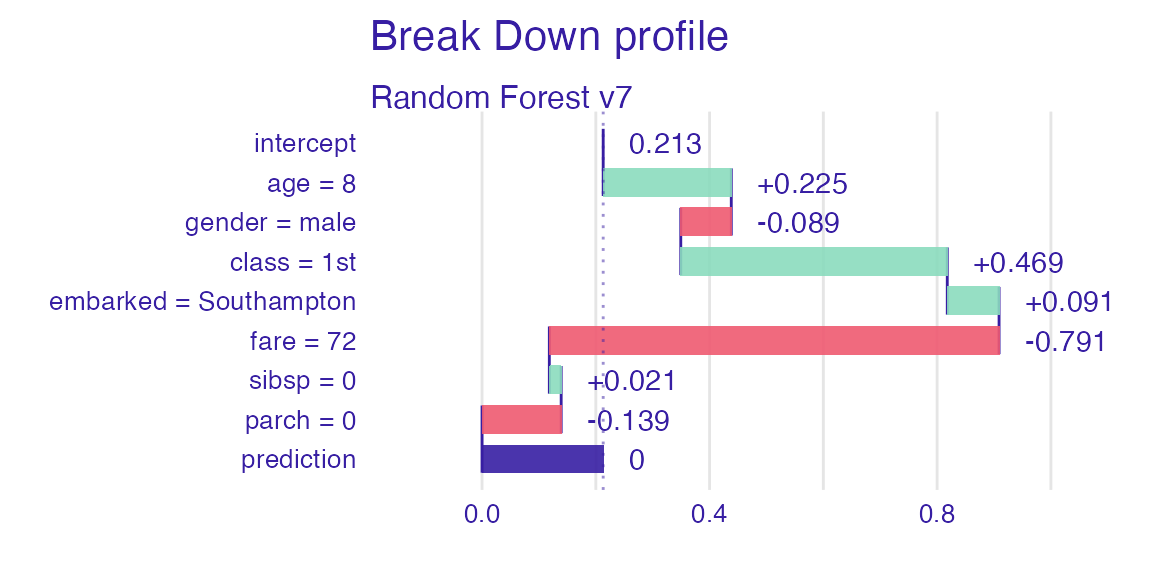 Break Down profile
Random Forest v7
intercept 0.213
age = 8 +0.225
gender = male -0.089
class = 1st +0.469
embarked = Southampton +0.091
fare = 72 -0.791
sibsp = 0 +0.021
parch = 0 -0.139
prediction 0
0.0 0.4 0.8